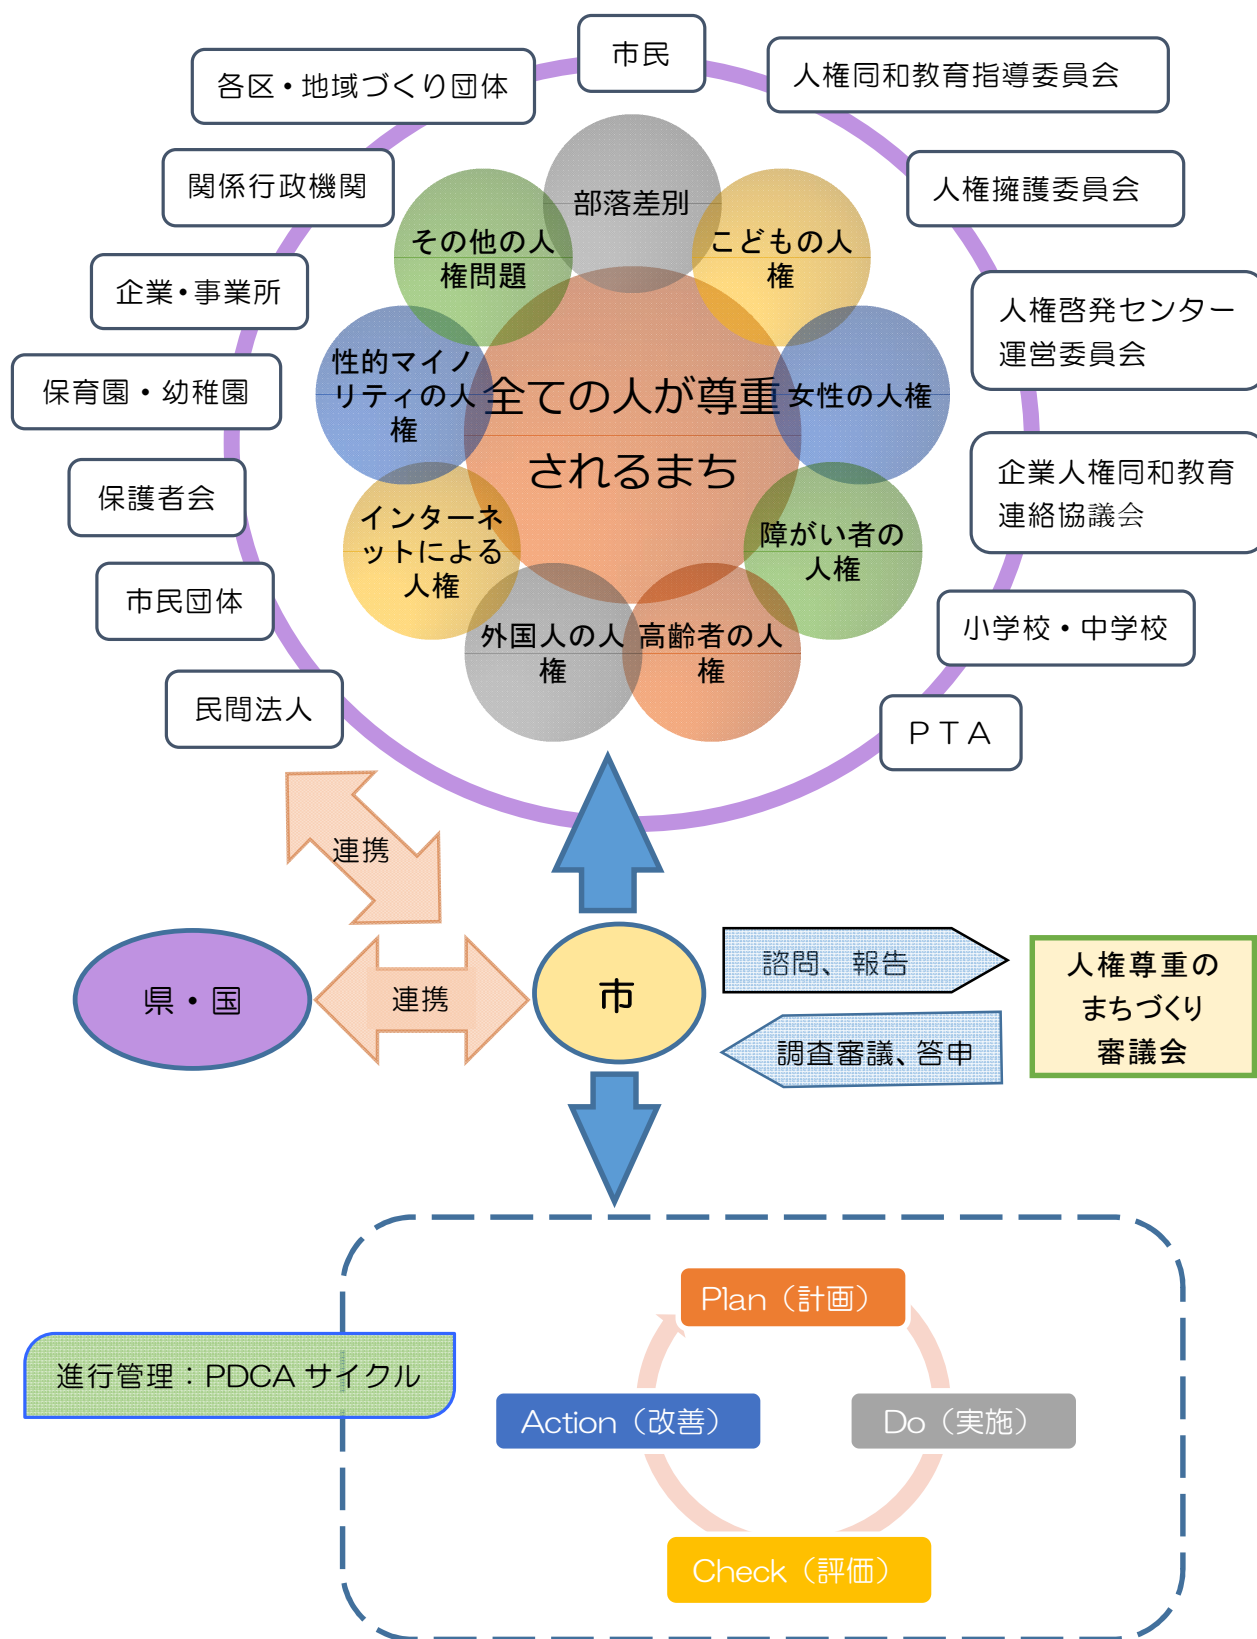 市民
各区・地域づくり団体
人権同和教育指導委員会
関係行政機関
人権擁護委員会
企業・事業所
人権啓発センター
運営委員会
保育園・幼稚園
企業人権同和教育
連絡協議会
保護者会
市民団体
小学校・中学校
民間法人
ＰＴＡ
部落差別
その他の人
権問題
こどもの人
権
性的マイノ
リティの人
権
全ての人が尊重
されるまち
女性の人権
インターネ
ットによる
人権
障がい者の
人権
外国人の人
権
高齢者の人
権
連携
県・国
連携
市
諮問、報告
調査審議、答申
人権尊重の
まちづくり
審議会
進行管理：PDCA サイクル
Plan（計画）
Action（改善）
Do（実施）
Check（評価）